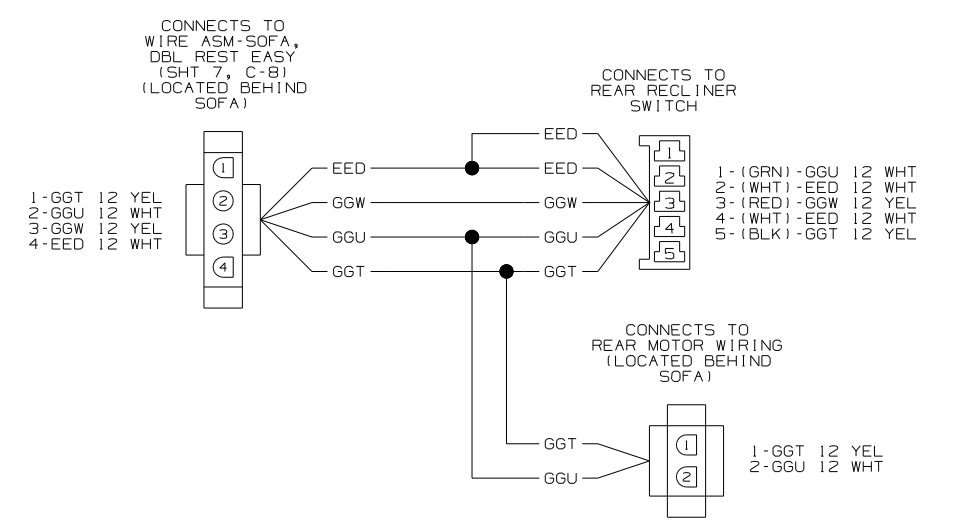 CONNECTS TO
WIRE ASM-SOFA,
DBL REST EASY
(SHT 7, C-8)
(LOCATED BEHIND
SOFA)
CONNECTS TO
REAR RECLINER
SWITCH
1-GGT 12 YEL
2-GGU 12 WHT
3-GGW 12 YEL
4-EED 12 WHT
1
2
3
4
EED
GGW
GGU
GGT
EED
EED
GGW
GGU
GGT
1
2
3
4
5
1-(GRN)-GGU 12 WHT
2-(WHT)-EED 12 WHT
3-(RED)-GGW 12 YEL
4-(WHT)-EED 12 WHT
5-(BLK)-GGT 12 YEL
CONNECTS TO
REAR MOTOR WIRING
(LOCATED BEHIND
SOFA)
GGT
GGU
1
2
1-GGT 12 YEL
2-GGU 12 WHT